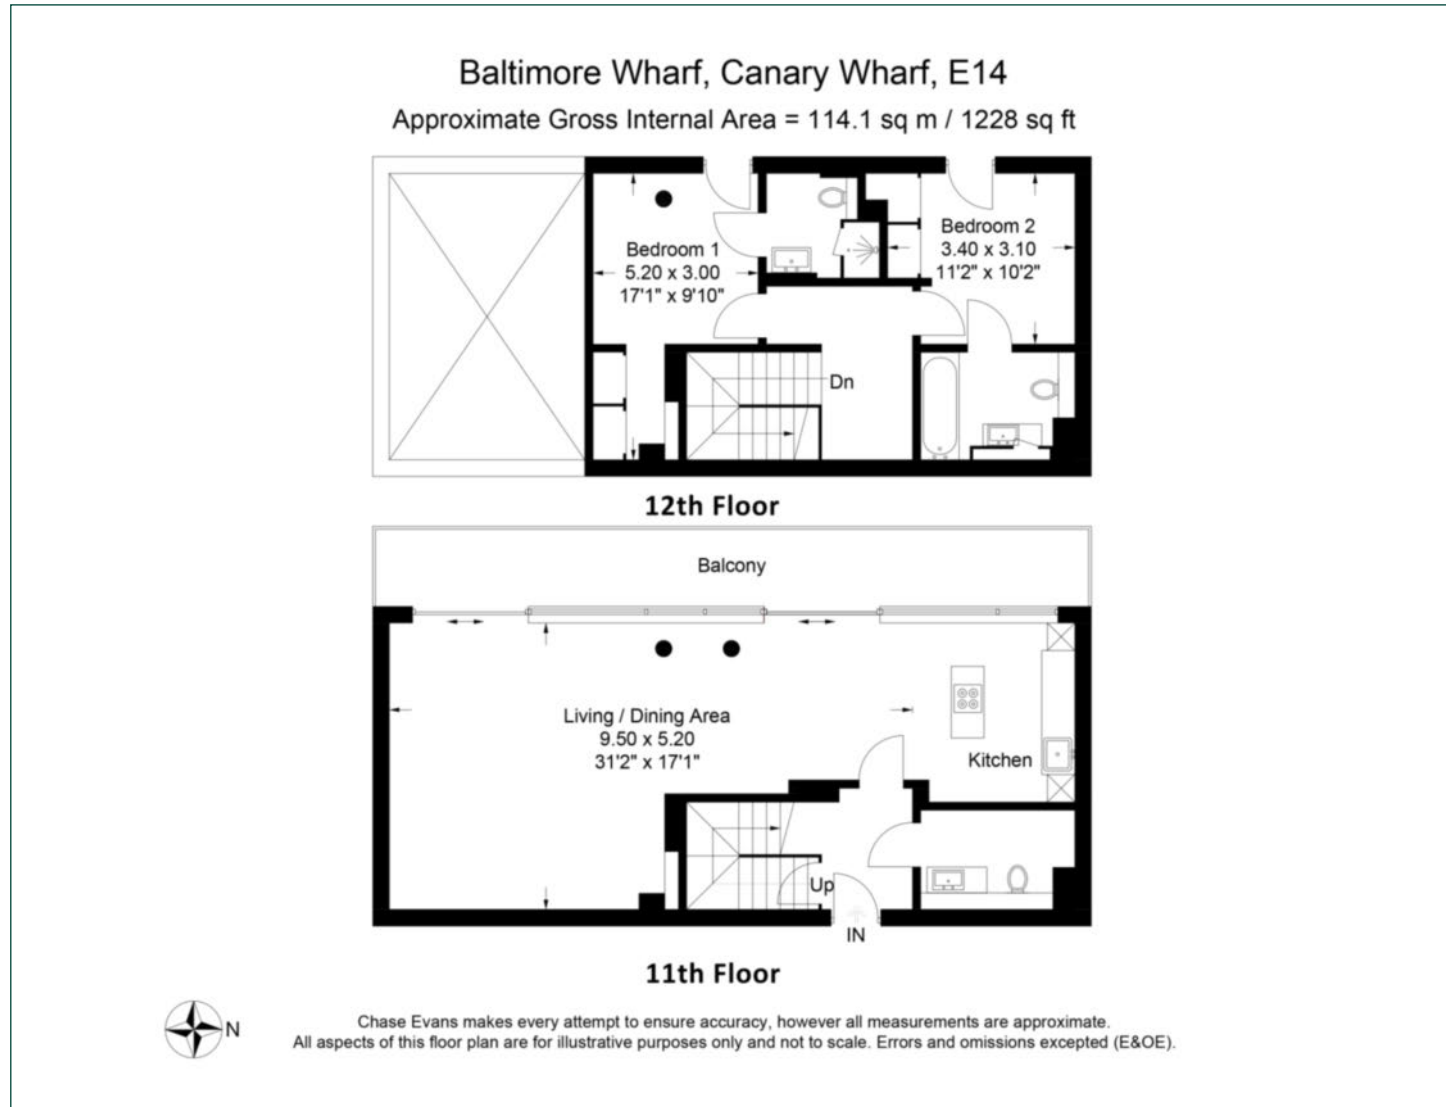 Baltimore Wharf, Canary Wharf, E14
Approximate Gross Internal Area = 114.1 sq m / 1228 sq ft
Bedroom 1
5.20 x 3.00
17'1" x 9'10"
Bedroom 2
3.40 x 3.10
11'2" x 10'2"
Dn
12th Floor
Balcony
Living / Dining Area
9.50 x 5.20
31'2" x 17'1"
Kitchen
Up
IN
11th Floor
N
Chase Evans makes every attempt to ensure accuracy, however all measurements are approximate.
All aspects of this floor plan are for illustrative purposes only and not to scale. Errors and omissions excepted (E&OE).